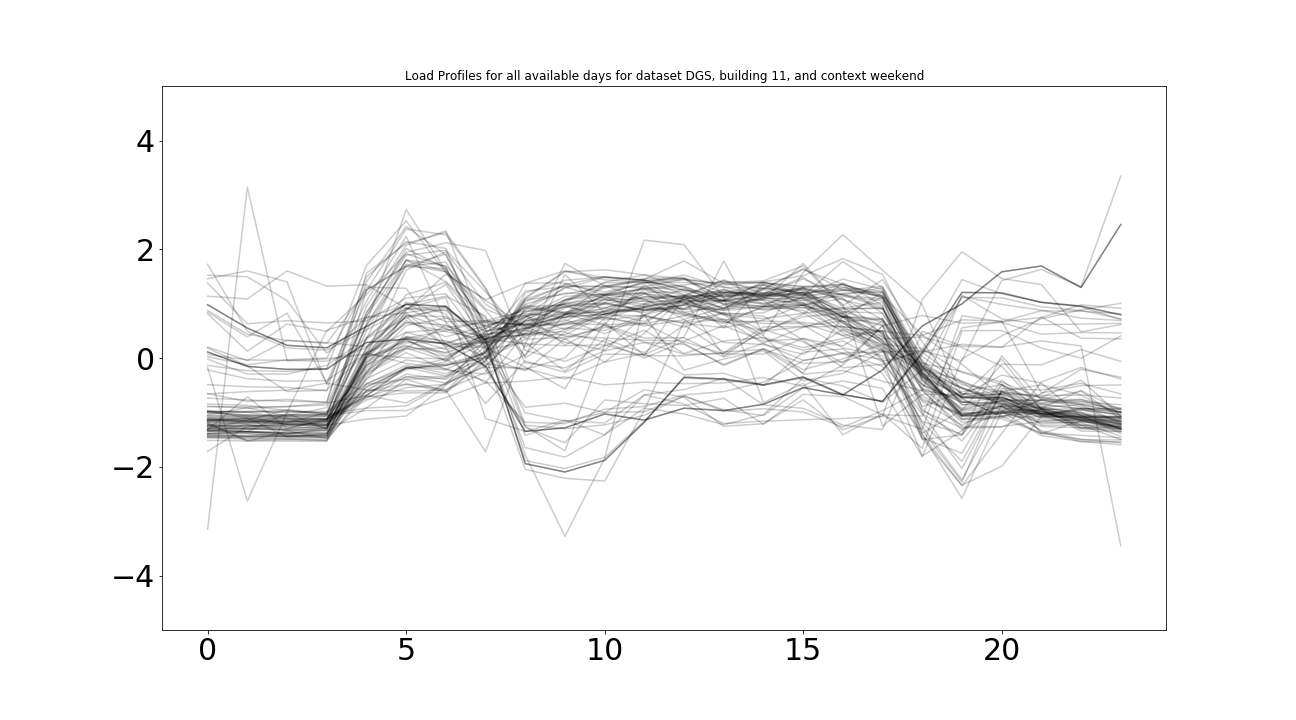 Load Profiles for all available days for dataset DGS, building 11, and context weekend
4
2
0
−2
−4
0 5 10 15 20